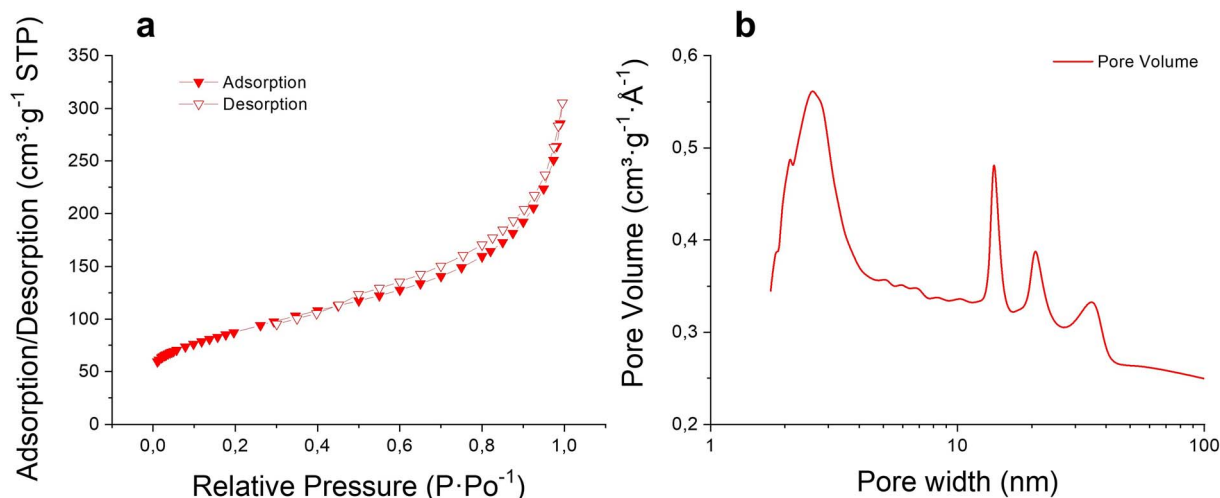 a
Adsorption/Desorption (cm³·g⁻¹ STP)
350
300
250
200
150
100
50
0
Adsorption
Desorption
0,0
0,2
0,4
0,6
0,8
1,0
Relative Pressure (P·Po⁻¹)
b
Pore Volume (cm³·g⁻¹·Å⁻¹)
0,6
0,5
0,4
0,3
0,2
Pore Volume
1
10
100
Pore width (nm)